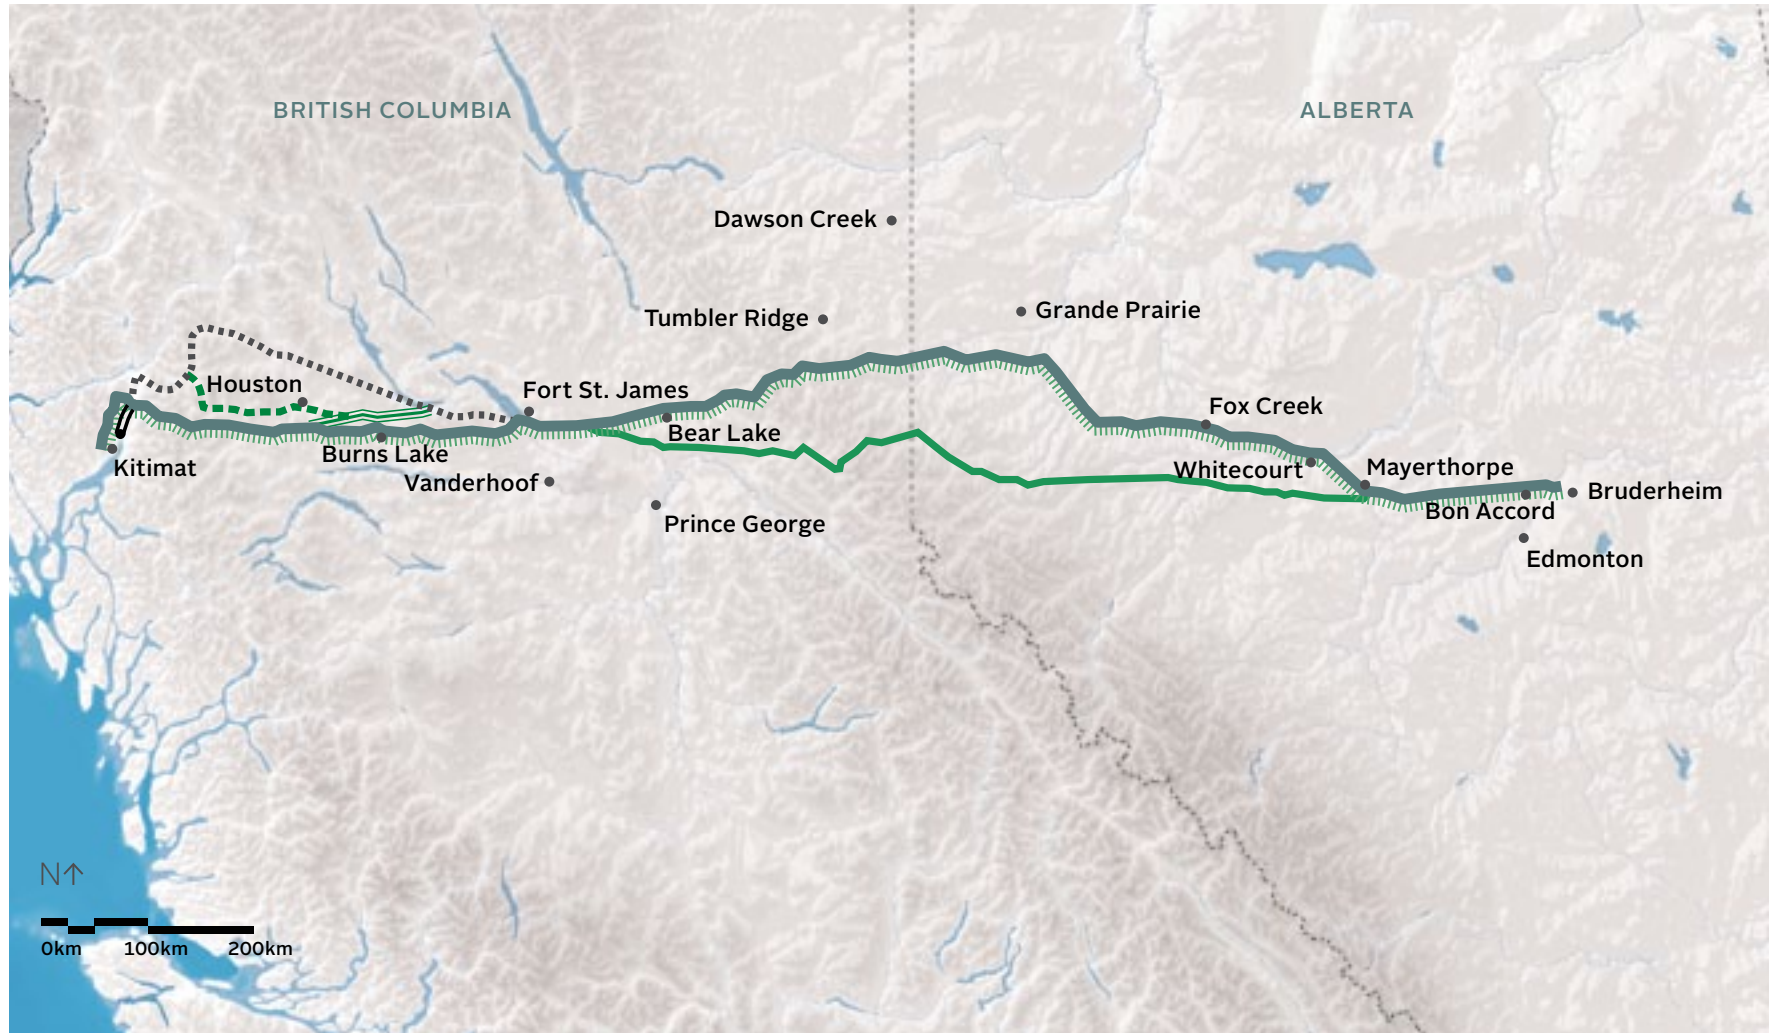 BRITISH COLUMBIA
ALBERTA
Dawson Creek
Tumbler Ridge
Grande Prairie
Houston
Fort St. James
Fox Creek
Bear Lake
Burns Lake
Kitimat
Whitecourt
Mayerthorpe
Vanderhoof
Bruderheim
Bon Accord
Prince George
Edmonton
N↑
0km 100km 200km